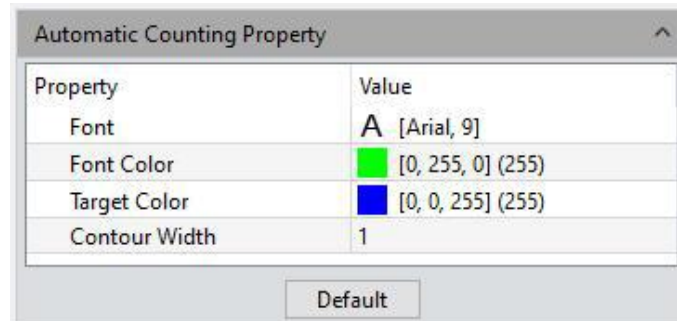 Automatic Counting Property
Property Value
Font A [Arial, 9]
Font Color [0, 255, 0] (255)
Target Color [0, 0, 255] (255)
Contour Width 1
Default